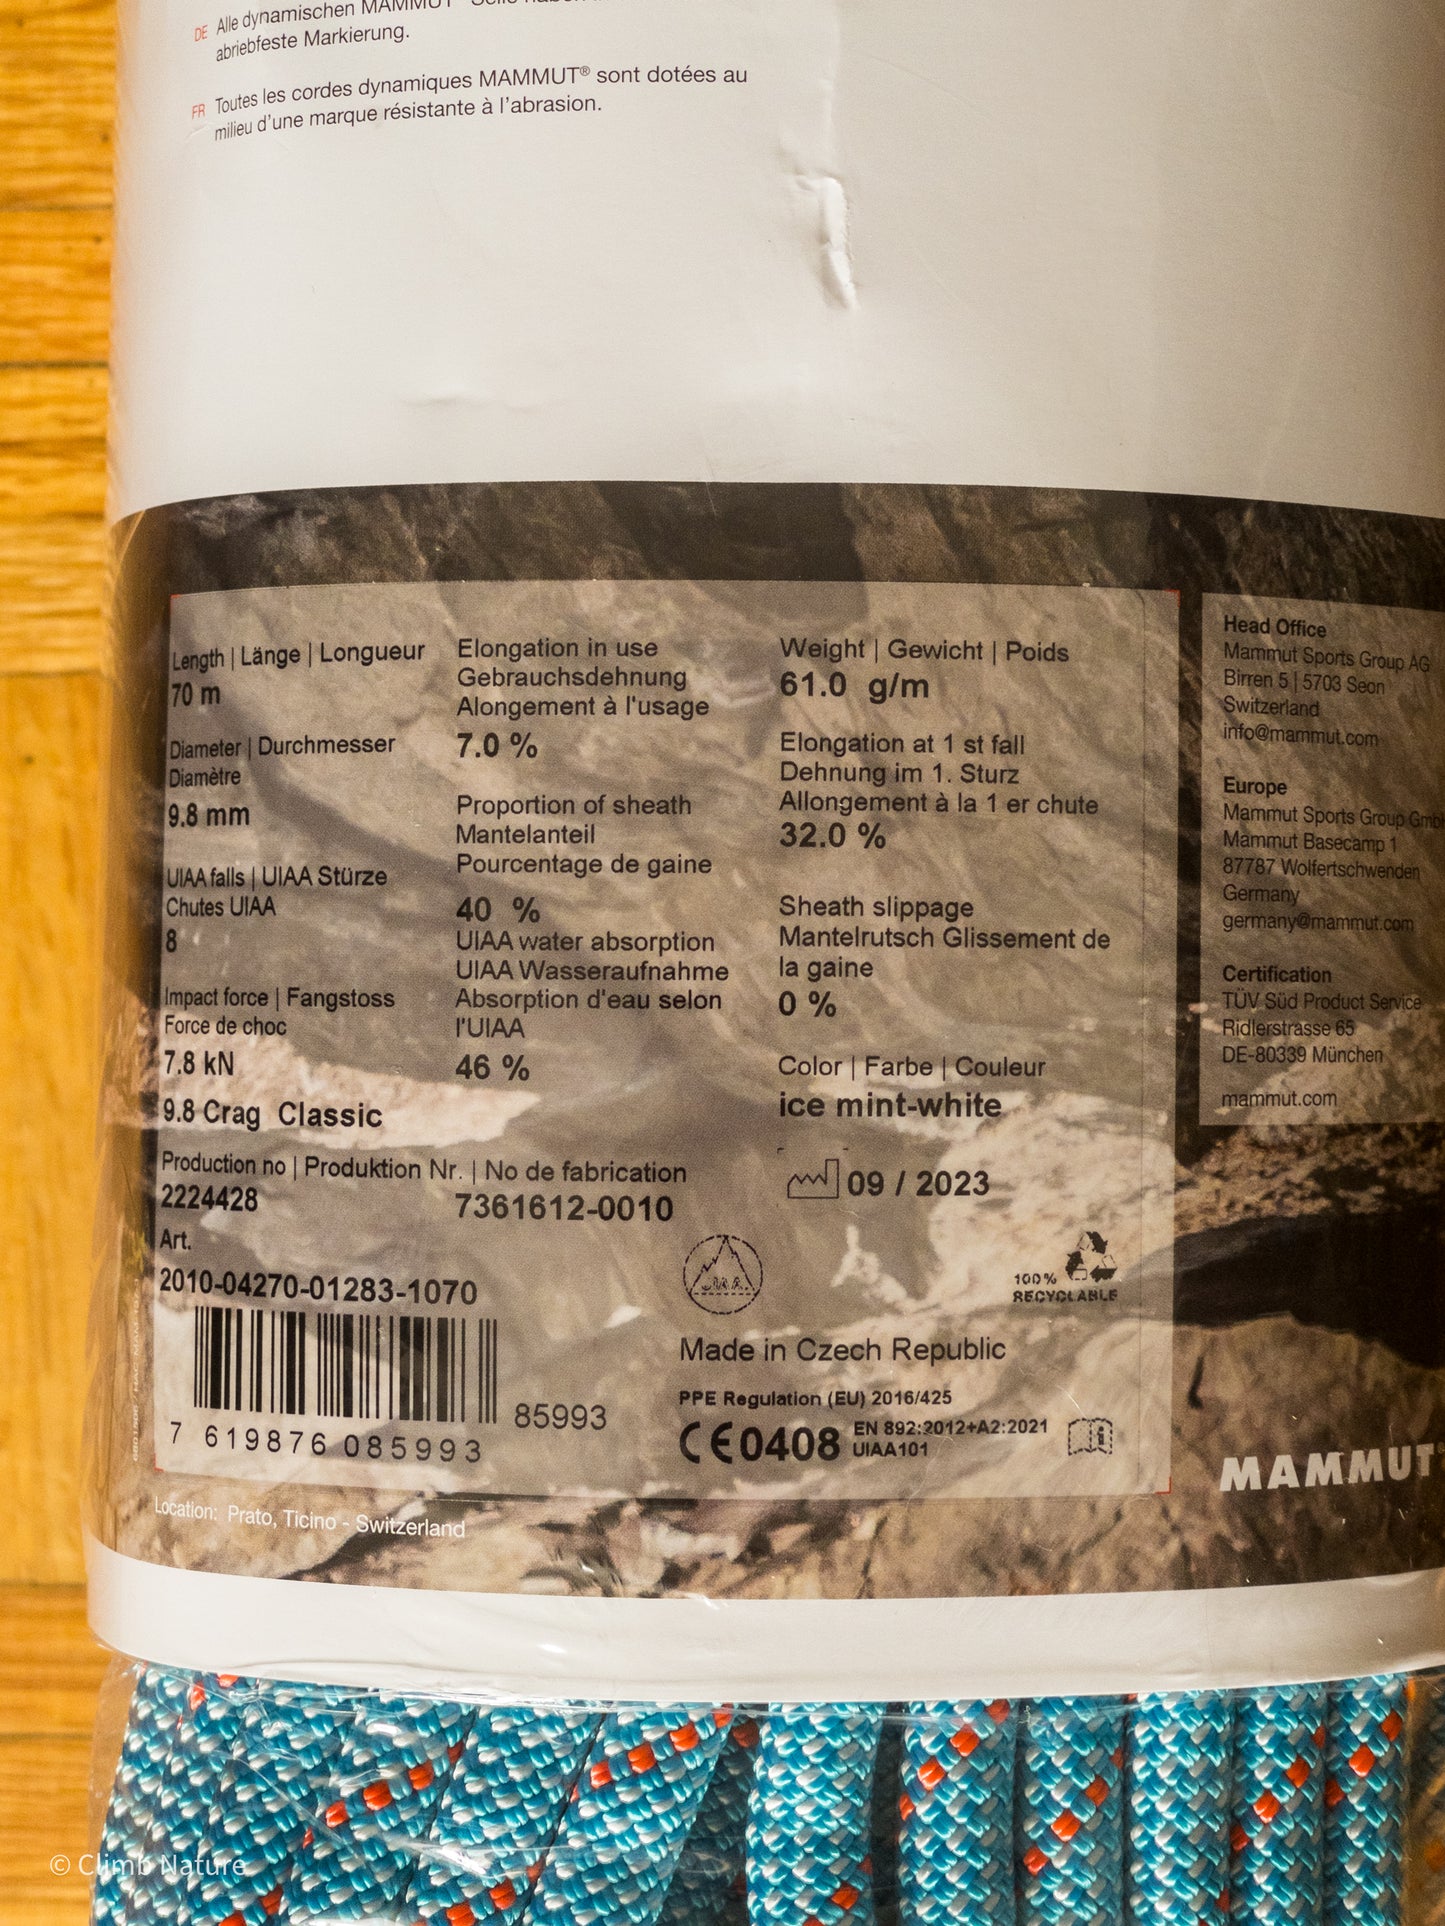 DE Alle dynamischen MAMMUT
abriebfeste Markierung.
FR Toutes les cordes dynamiques MAMMUT® sont dotées au
milieu d'une marque résistante à l'abrasion.
Length | Länge | Longueur
70 m
Diameter | Durchmesser
Diamètre
9.8 mm
UIAA falls | UIAA Stürze
Chutes UIAA
8
Impact force | Fangstoss
Force de choc
7.8 kN
9.8 Crag Classic
Elongation in use
Gebrauchsdehnung
Alongement à l'usage
7.0 %
Proportion of sheath
Mantelanteil
Pourcentage de gaine
40 %
UIAA water absorption
UIAA Wasseraufnahme
Absorption d'eau selon
l'UIAA
46 %
Weight | Gewicht | Poids
61.0 g/m
Elongation at 1 st fall
Dehnung im 1. Sturz
Allongement à la 1 er chute
32.0 %
Sheath slippage
Mantelrutsch Glissement de
la gaine
0 %
Color | Farbe | Couleur
ice mint-white
09 / 2023
Production no | Produktion Nr. | No de fabrication
2224428 7361612-0010
Art.
2010-04270-01283-1070
85993
7 619876 085993
U.I.A.A.
100%
RECYCLABLE
Made in Czech Republic
PPE Regulation (EU) 2016/425
CE0408 EN 892:2012+A2:2021
UIAA101
Location: Prato, Ticino - Switzerland
Head Office
Mammut Sports Group AG
Birren 5 | 5703 Seon
Switzerland
info@mammut.com
Europe
Mammut Sports Group
Mammut Basecamp 1
87787 Wolfertschwenden
Germany
germany@mammut.com
Certification
TÜV Süd Product Service
Ridlerstrasse 65
DE-80339 München
mammut.com
MAMMUT
© Climb Nature